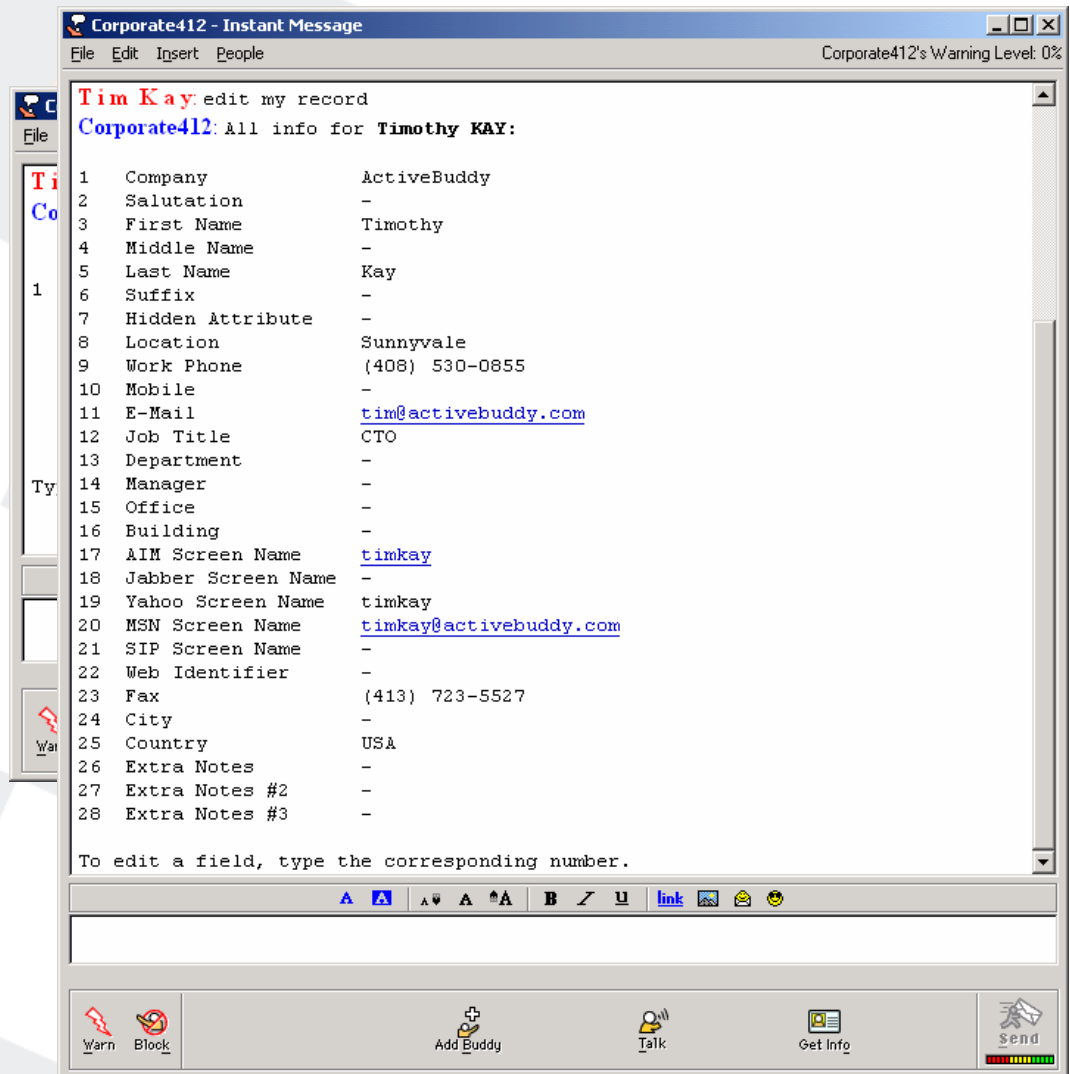 Corporate412 - Instant Message
File Edit Insert People Corporate412's Warning Level: 0%
Tim Kay: edit my record
Corporate412: All info for Timothy KAY:
1 Company ActiveBuddy
2 Salutation –
3 First Name Timothy
4 Middle Name –
5 Last Name Kay
6 Suffix –
7 Hidden Attribute –
8 Location Sunnyvale
9 Work Phone (408) 530-0855
10 Mobile –
11 E-Mail tim@activebuddy.com
12 Job Title CTO
13 Department –
14 Manager –
15 Office –
16 Building –
17 AIM Screen Name timkay
18 Jabber Screen Name –
19 Yahoo Screen Name timkay
20 MSN Screen Name timkay@activebuddy.com
21 SIP Screen Name –
22 Web Identifier –
23 Fax (413) 723-5527
24 City –
25 Country USA
26 Extra Notes –
27 Extra Notes #2 –
28 Extra Notes #3 –
To edit a field, type the corresponding number.
A A A A A B I u link
Warn Block Add Buddy Talk Get Info Send
File
1